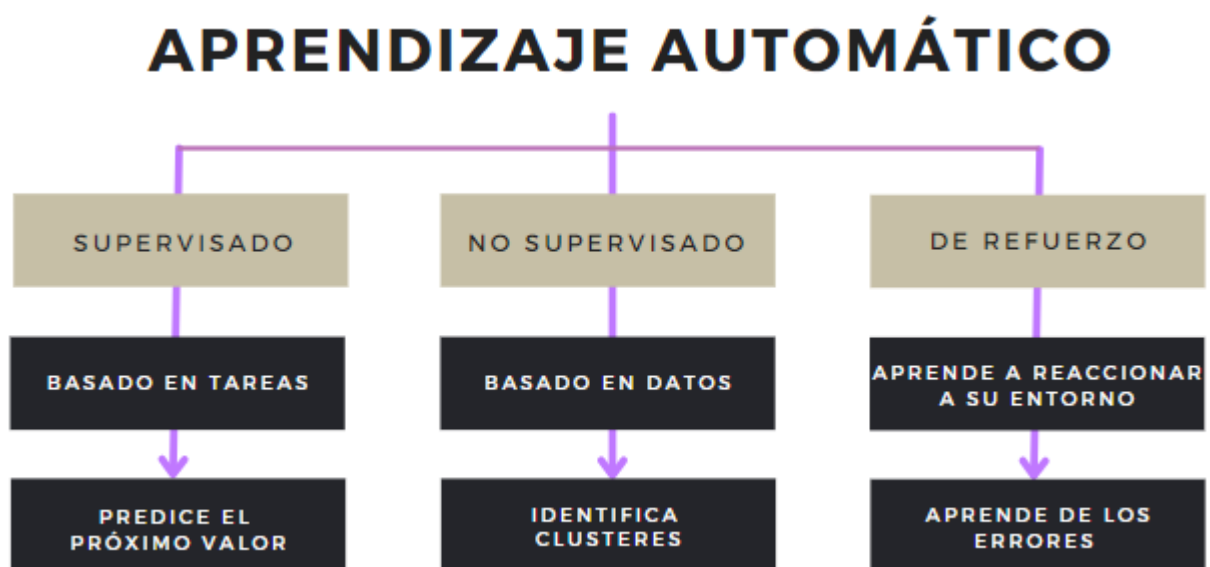 APRENDIZAJE AUTOMÁTICO
SUPERVISADO
NO SUPERVISADO
DE REFUERZO
BASADO EN TAREAS
BASADO EN DATOS
APRENDE A REACCIONAR
A SU ENTORNO
PREDICE EL
PRÓXIMO VALOR
IDENTIFICA
CLUSTERES
APRENDE DE LOS
ERRORES